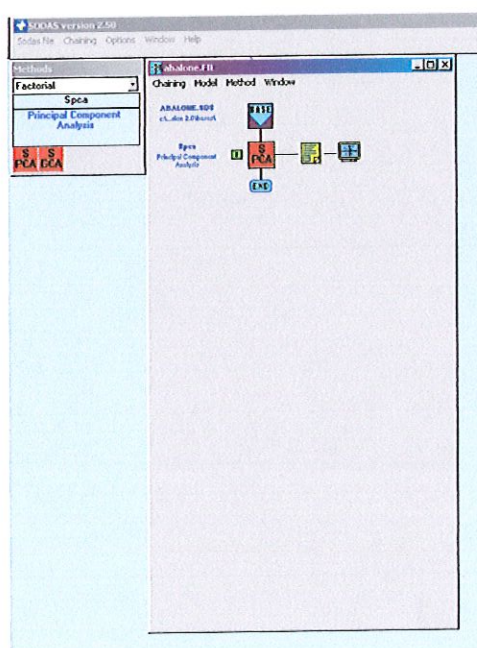 SODAS version 2.50
Sodas file Chaining Options Window Help
Methods
Factorial
Spca
Principal Component
Analysis
S
PCA
S
GCA
abalone.FIL
Chaining Model Method Window
ABALONE.SDS
BASE
Spca
Principal Component
Analysis
S
PCA
END